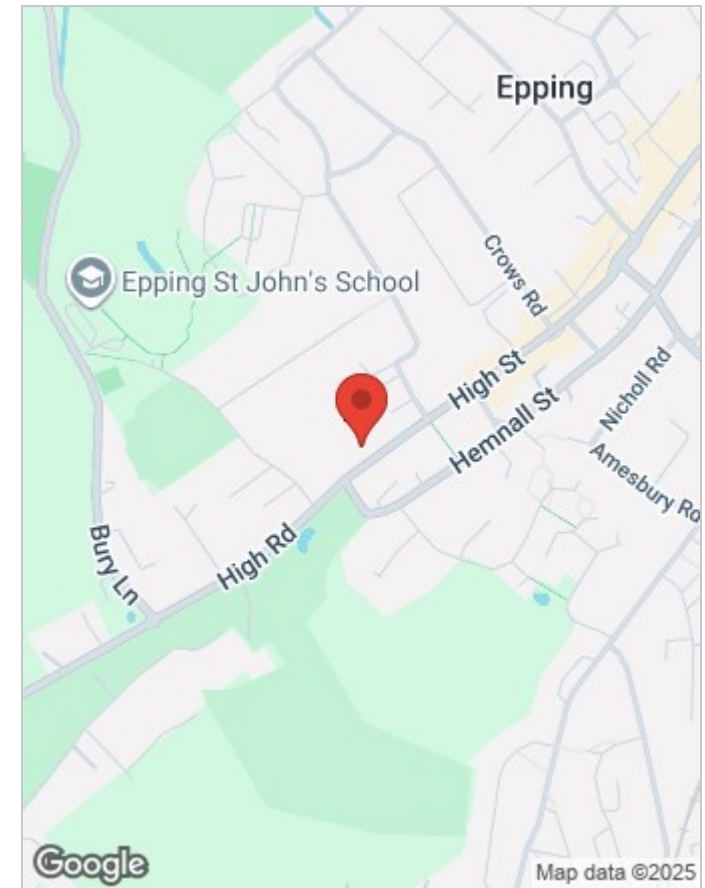 Epping
Crows Rd
Epping St John's School
High St
Nicholl Rd
Hemnall St
Amesbury Rd
High Rd
Bury Ln
Google
Map data ©2025